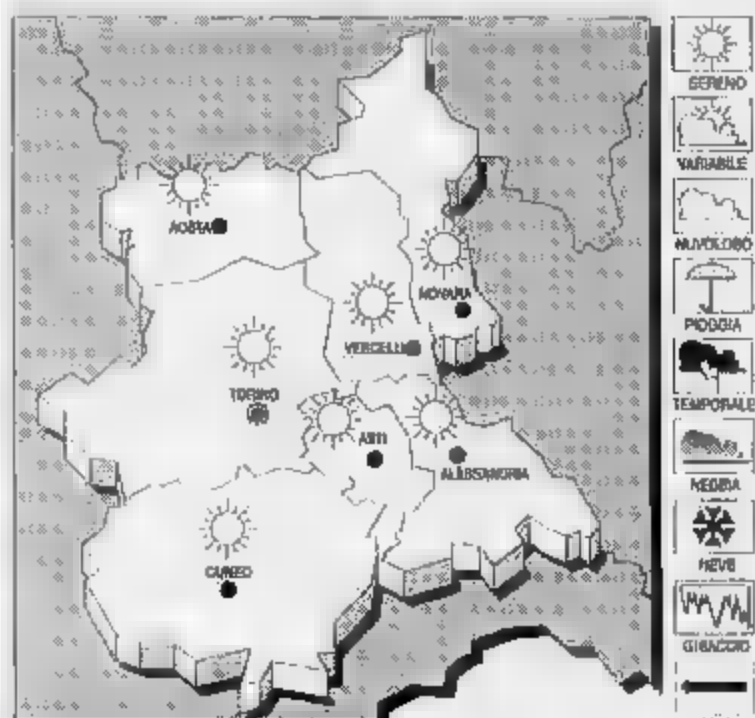 AOSTA
NOVARA
VERCELLI
TORINO
ASTI
ALESSANDRIA
CUNEO
SERENO
VARIABILE
NUVOLOSO
PIOGGIA
TEMPORALE
NEBBIA
NEVE
GHIACCIO